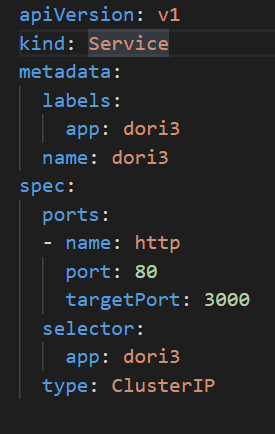 apiVersion: v1
kind: Service
metadata:
  labels:
    app: dori3
  name: dori3
spec:
  ports:
  - name: http
    port: 80
    targetPort: 3000
  selector:
    app: dori3
  type: ClusterIP